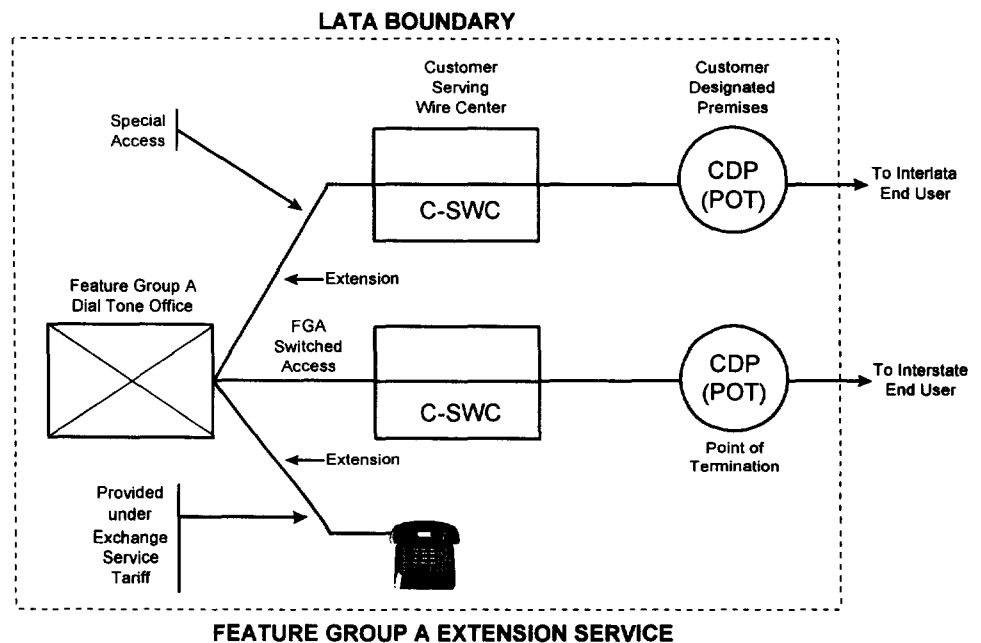 LATA BOUNDARY
Customer
Serving
Wire Center
Customer
Designated
Premises
Special
Access
CDP
(POT)
To Interlata
End User
C-SWC
Extension
Feature Group A
Dial Tone Office
FGA
Switched
Access
CDP
(POT)
To Interstate
End User
C-SWC
Extension
Point of
Termination
Provided
under
Exchange
Service
Tariff
FEATURE GROUP A EXTENSION SERVICE